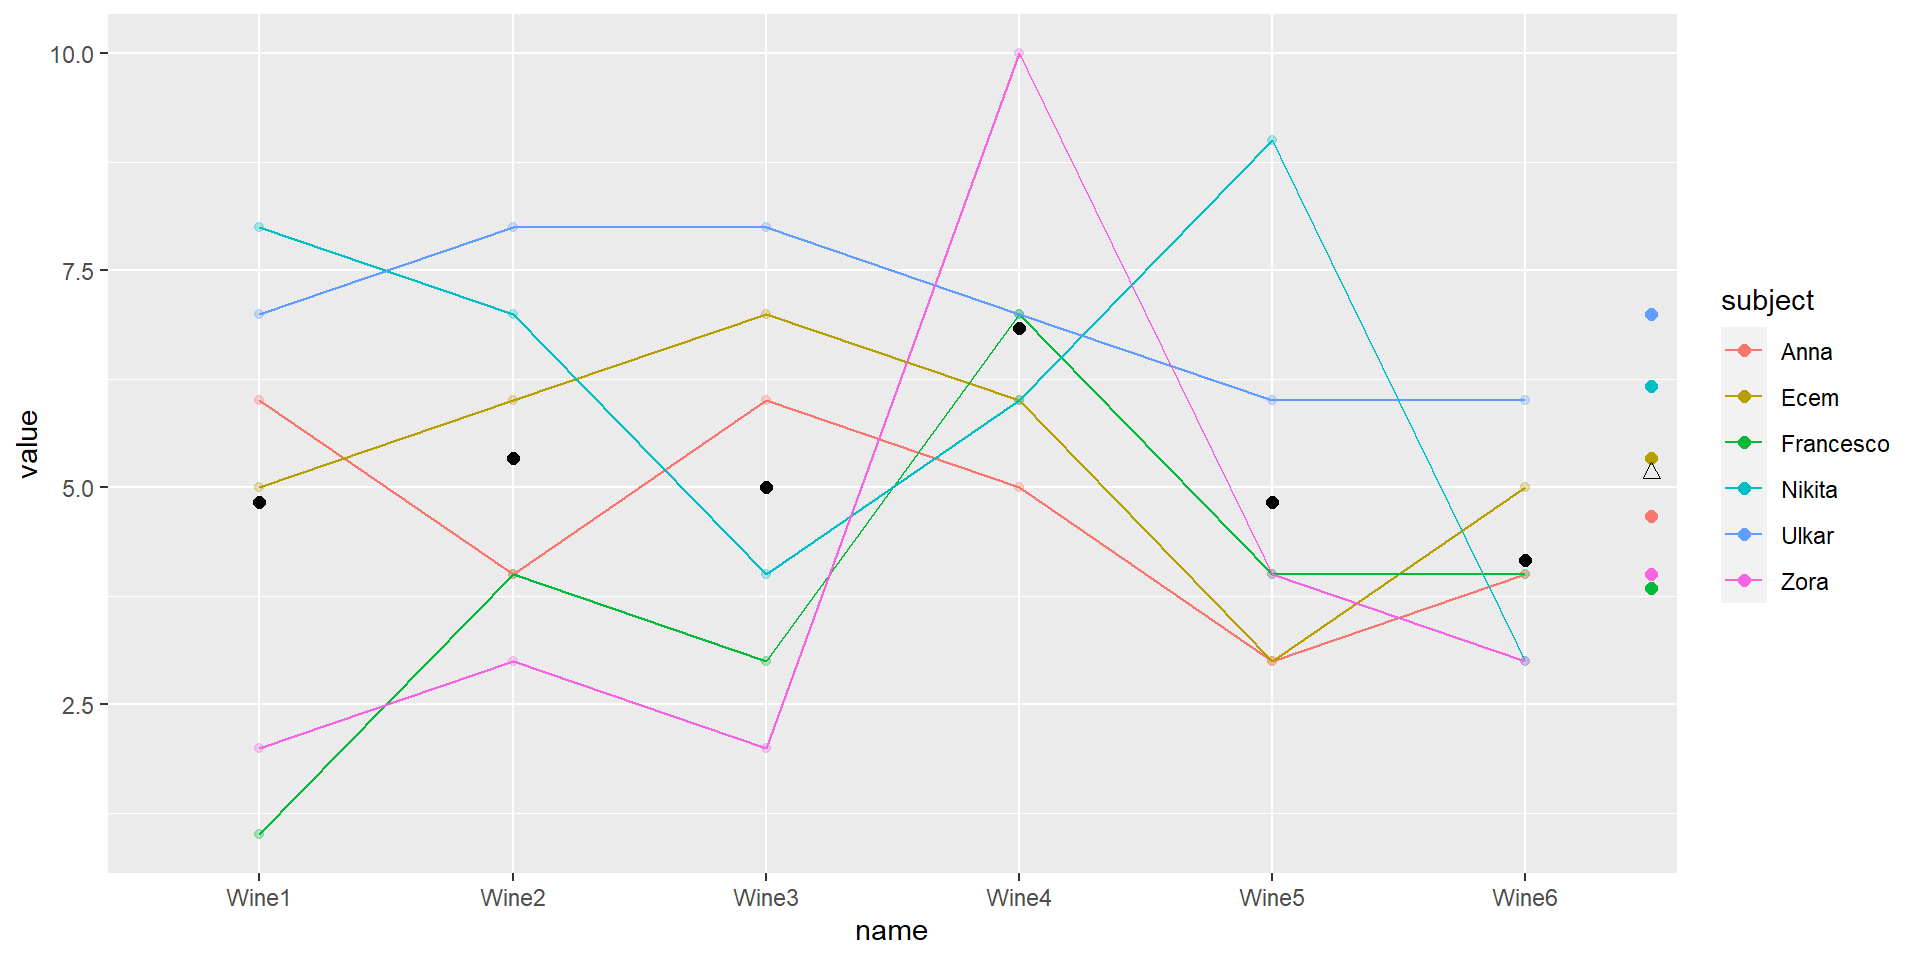 10.0
7.5
5.0
2.5
value
Wine1 Wine2 Wine3 Wine4 Wine5 Wine6
name
subject
Anna
Ecem
Francesco
Nikita
Ulkar
Zora